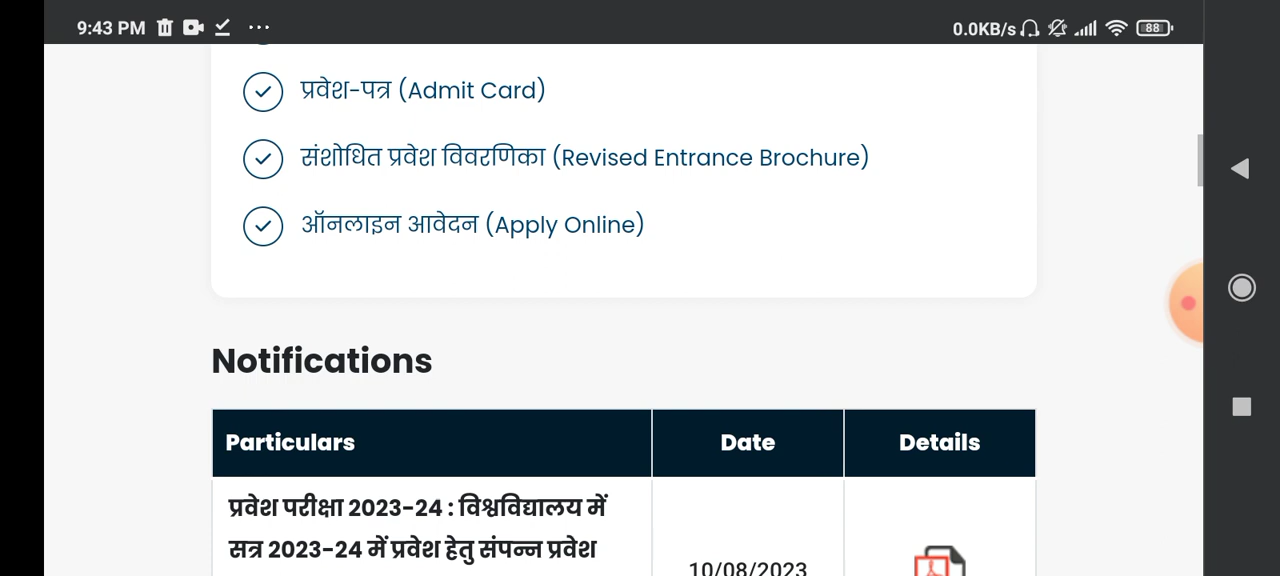 9:43 PM ... 0.0KB/s 88
प्रवेश-पत्र (Admit Card)
संशोधित प्रवेश विवरणिका (Revised Entrance Brochure)
ऑनलाइन आवेदन (Apply Online)
Notifications
Particulars Date Details
प्रवेश परीक्षा 2023-24 : विश्वविद्यालय में
सत्र 2023-24 में प्रवेश हेतु संपन्न प्रवेश
10/08/2023